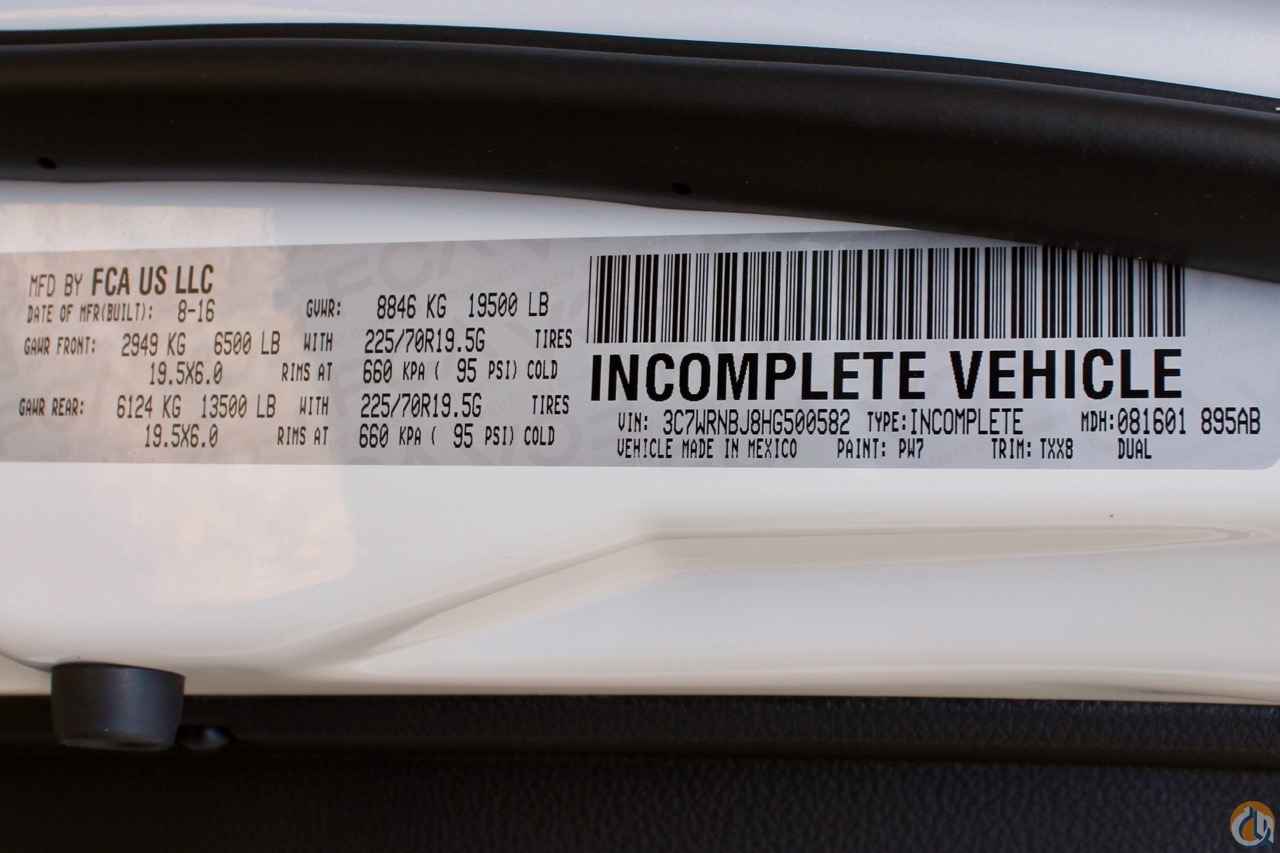 MFD BY FCA US LLC
DATE OF MFR(BUILT): 8-16 GVWR: 8846 KG 19500 LB
GAWR FRONT: 2949 KG 6500 LB WITH 225/70R19.5G TIRES
19.5X6.0 RIMS AT 660 KPA ( 95 PSI) COLD
GAWR REAR: 6124 KG 13500 LB WITH 225/70R19.5G TIRES
19.5X6.0 RIMS AT 660 KPA ( 95 PSI) COLD
INCOMPLETE VEHICLE
VIN: 3C7WRNBJ8HG500582 TYPE: INCOMPLETE MDH: 081601 895AB
VEHICLE MADE IN MEXICO PAINT: PW7 TRIM: TXX8 DUAL